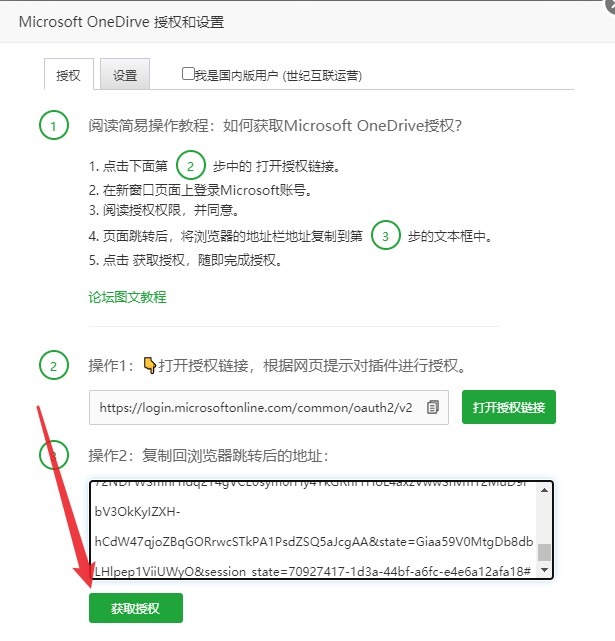 Microsoft OneDirve 授权和设置
授权
设置
我是国内版用户 (世纪互联运营)
1 阅读简易操作教程：如何获取Microsoft OneDrive授权？
1. 点击下面第 2 步中的 打开授权链接。
2. 在新窗口页面上登录Microsoft账号。
3. 阅读授权权限，并同意。
4. 页面跳转后，将浏览器的地址栏地址复制到第 3 步的文本框中。
5. 点击 获取授权，随即完成授权。
论坛图文教程
2 操作1：👇打开授权链接，根据网页提示对插件进行授权。
https://login.microsoftonline.com/common/oauth2/v2
打开授权链接
操作2：复制回浏览器跳转后的地址：
bV3OkKyIZXH-
hCdW47qjoZBqGORrwcSTkPA1PsdZSQ5aJcgAA&state=Giaa59V0MtgDb8db
LHlpep1ViiUWyO&session_state=70927417-1d3a-44bf-a6fc-e4e6a12afa18#
获取授权